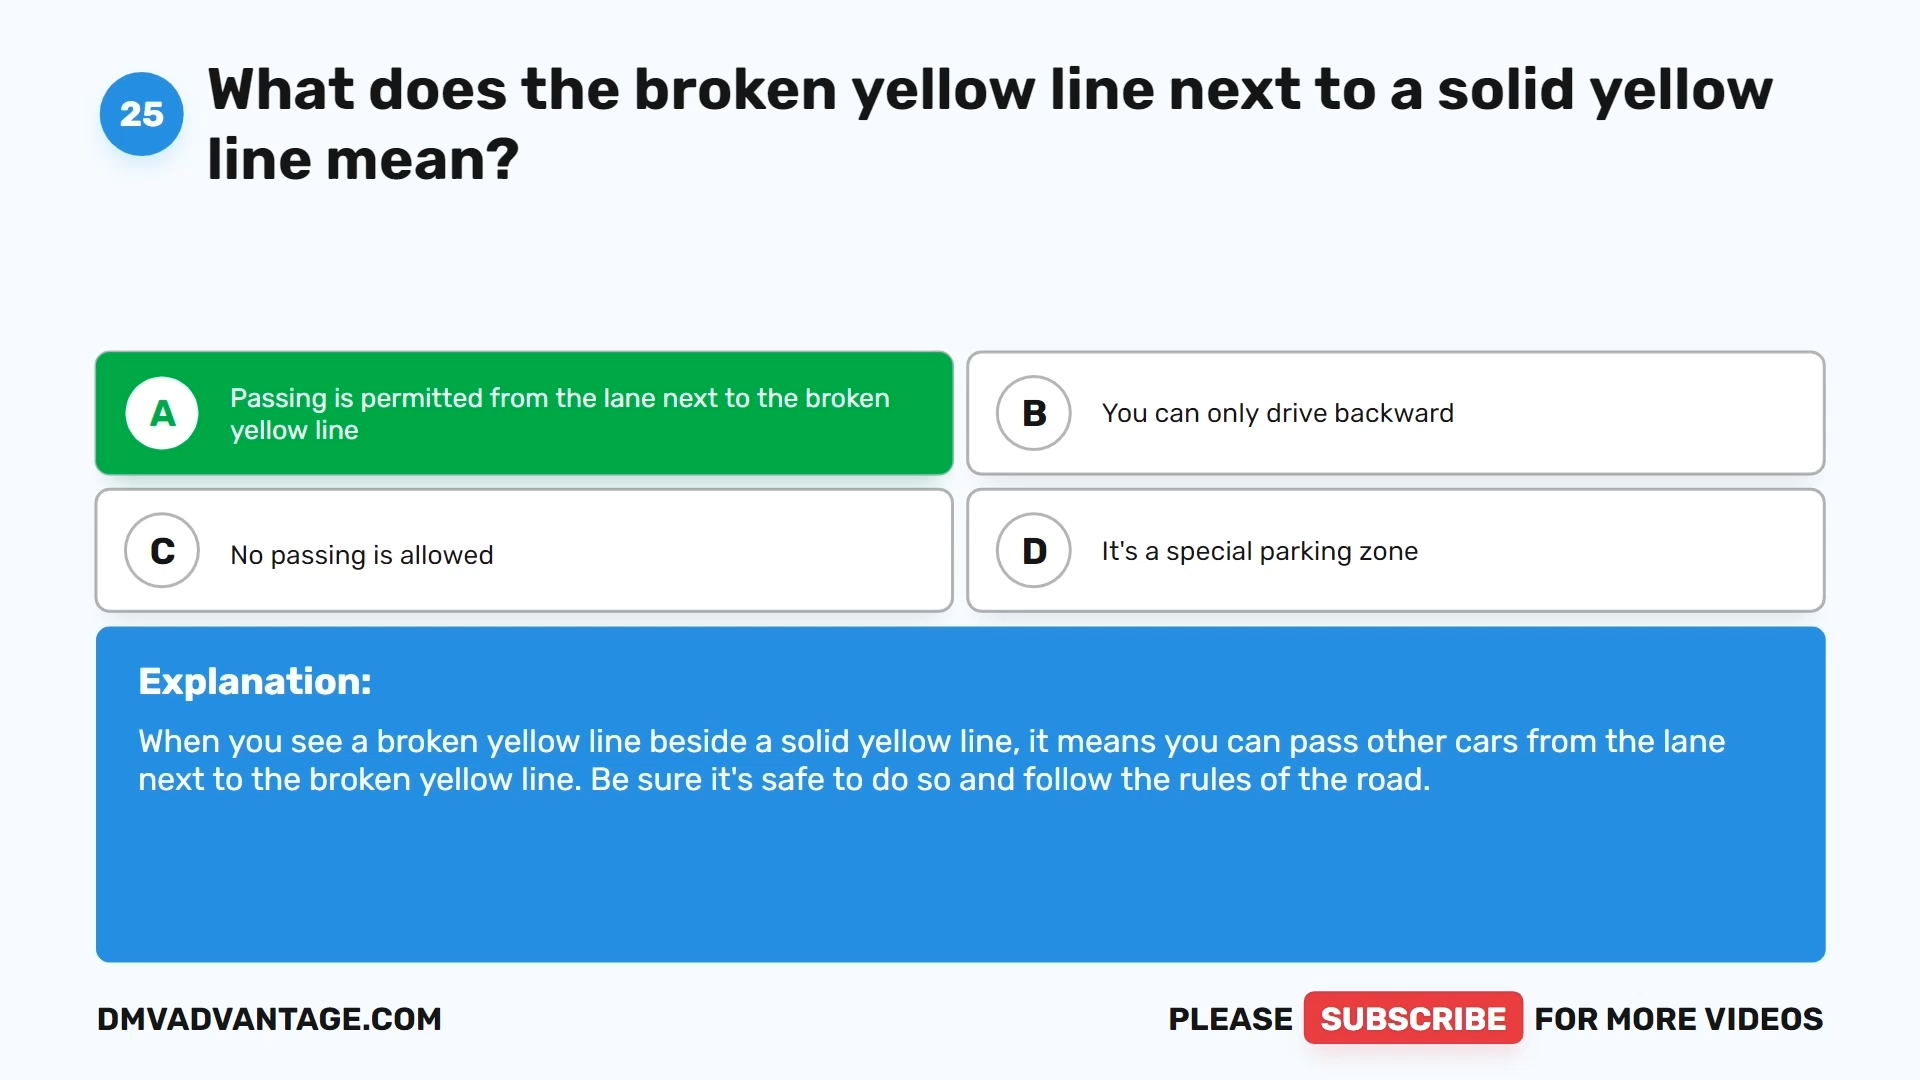 25
What does the broken yellow line next to a solid yellow
line mean?
A
Passing is permitted from the lane next to the broken
yellow line
B
You can only drive backward
C
No passing is allowed
D
It's a special parking zone
Explanation:
When you see a broken yellow line beside a solid yellow line, it means you can pass other cars from the lane
next to the broken yellow line. Be sure it's safe to do so and follow the rules of the road.
DMVADVANTAGE.COM
PLEASE SUBSCRIBE FOR MORE VIDEOS